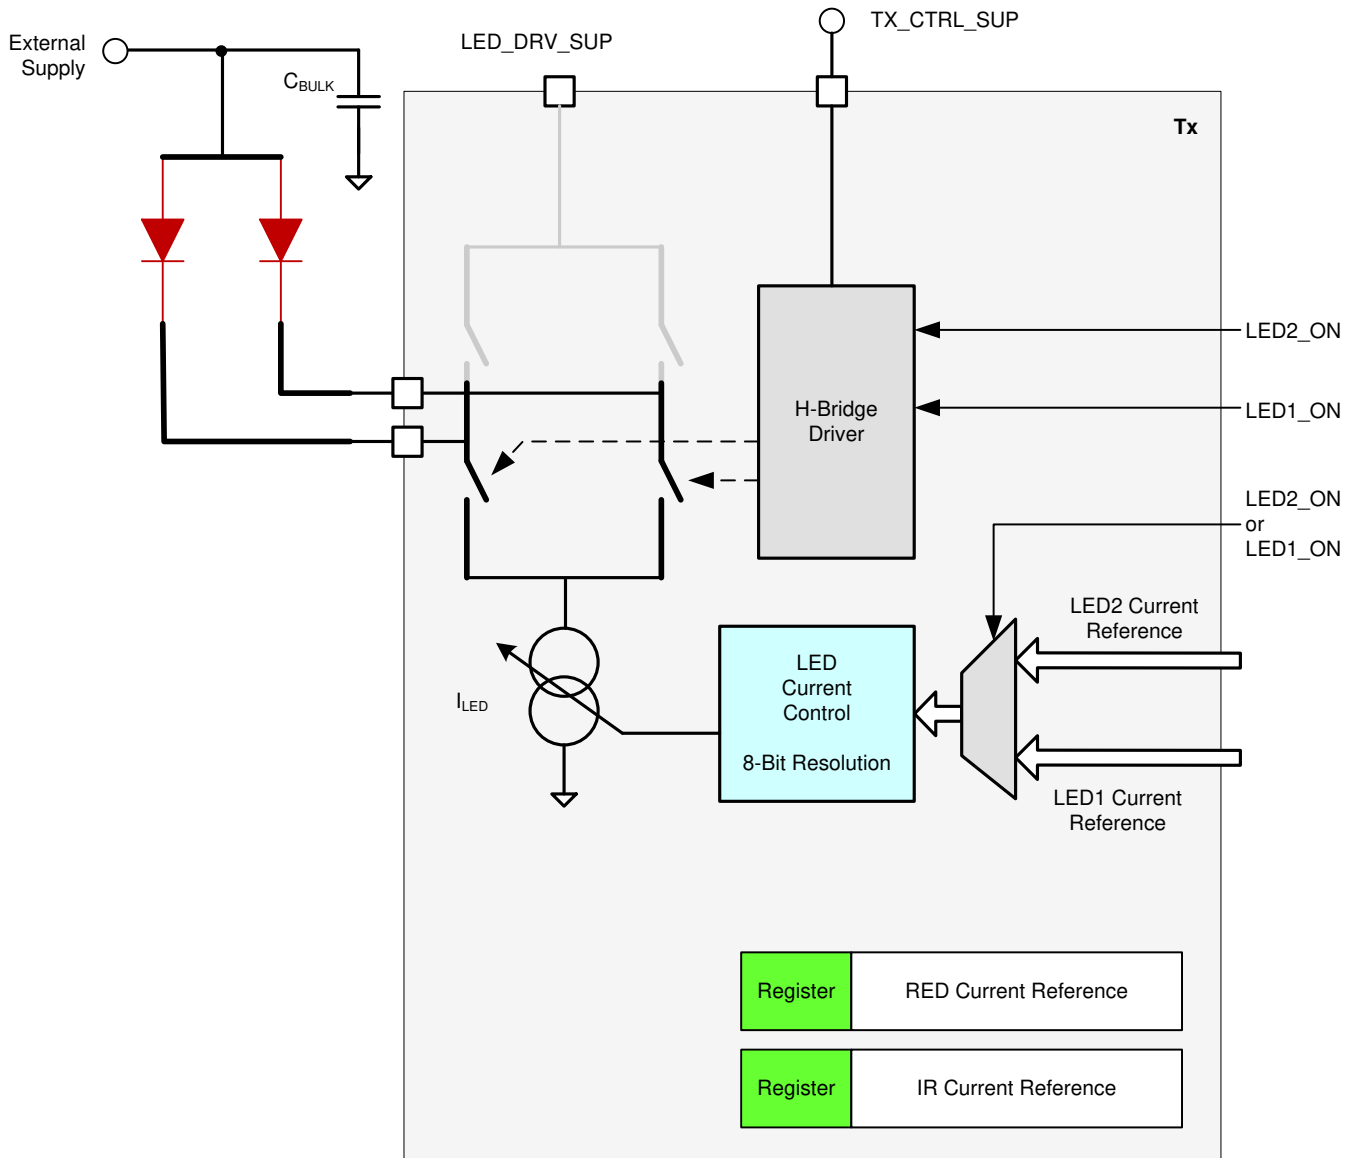 External
Supply
C_BULK
LED_DRV_SUP
TX_CTRL_SUP
Tx
H-Bridge
Driver
LED2_ON
LED1_ON
LED2_ON
or
LED1_ON
LED2 Current
Reference
LED
Current
Control
8-Bit Resolution
I_LED
LED1 Current
Reference
Register
RED Current Reference
Register
IR Current Reference